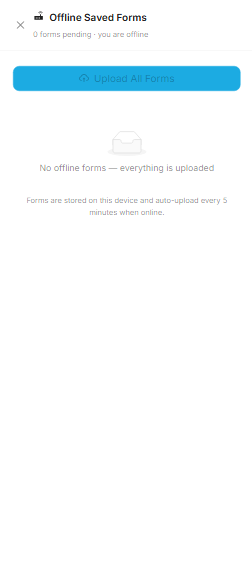 Offline Saved Forms
0 forms pending · you are offline
Upload All Forms
No offline forms — everything is uploaded
Forms are stored on this device and auto-upload every 5
minutes when online.